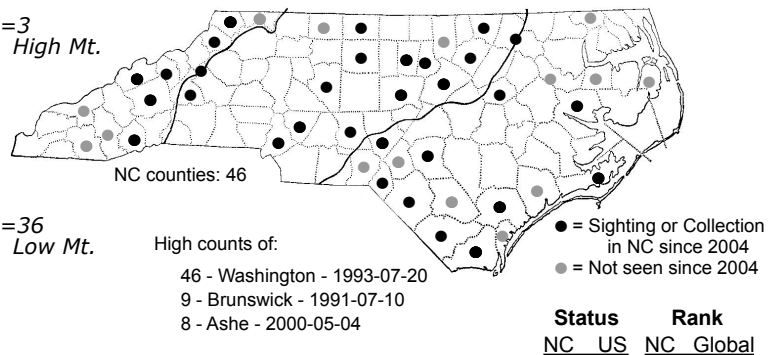 =3
High Mt.
NC counties: 46
=36
Low Mt.
High counts of:
46 - Washington - 1993-07-20
9 - Brunswick - 1991-07-10
8 - Ashe - 2000-05-04
= Sighting or Collection
in NC since 2004
= Not seen since 2004
Status Rank
NC US NC Global